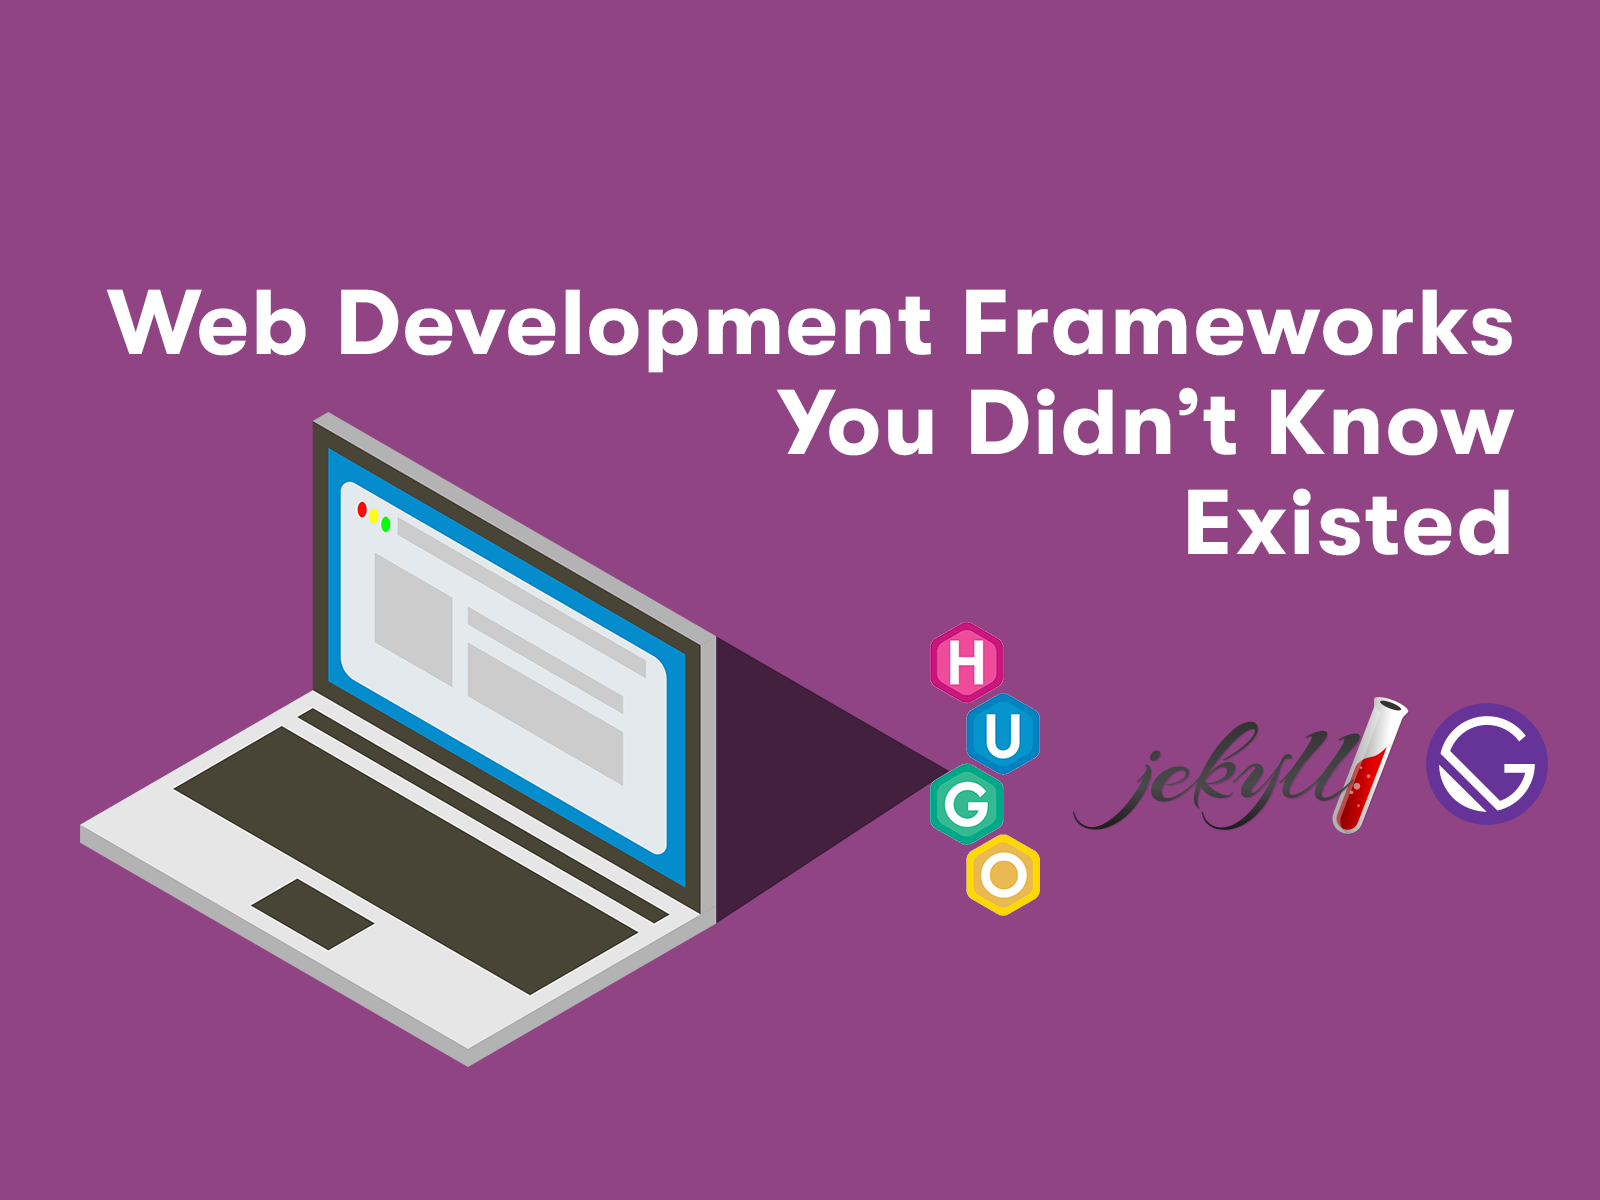 Web Development Frameworks
You Didn’t Know
Existed
H
U
G
O
jekyll
G